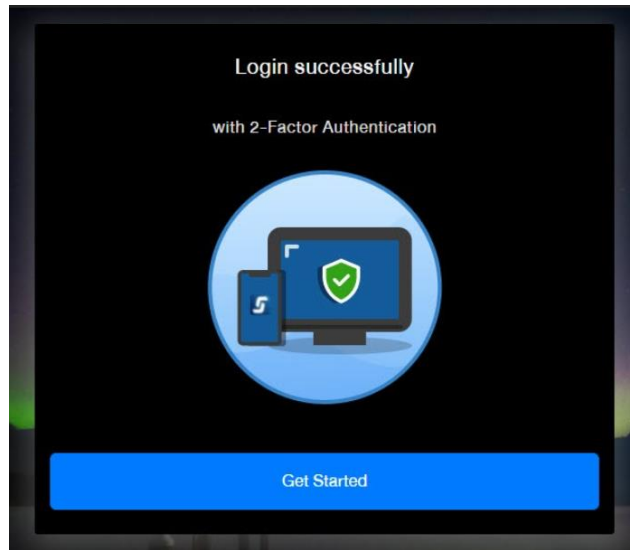 Login successfully
with 2-Factor Authentication
S
Get Started